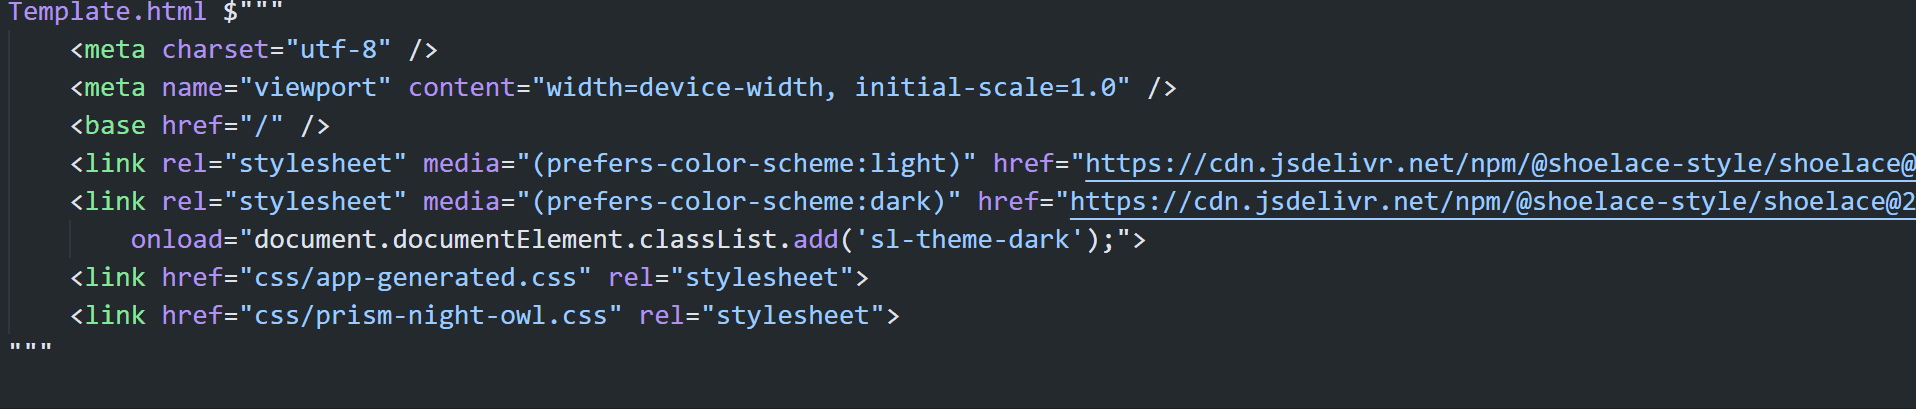 Template.html $"""
<meta charset="utf-8" />
<meta name="viewport" content="width=device-width, initial-scale=1.0" />
<base href="/" />
<link rel="stylesheet" media="(prefers-color-scheme:light)" href="https://cdn.jsdelivr.net/npm/@shoelace-style/shoelace@
<link rel="stylesheet" media="(prefers-color-scheme:dark)" href="https://cdn.jsdelivr.net/npm/@shoelace-style/shoelace@2
onload="document.documentElement.classList.add('sl-theme-dark');">
<link href="css/app-generated.css" rel="stylesheet">
<link href="css/prism-night-owl.css" rel="stylesheet">
"""